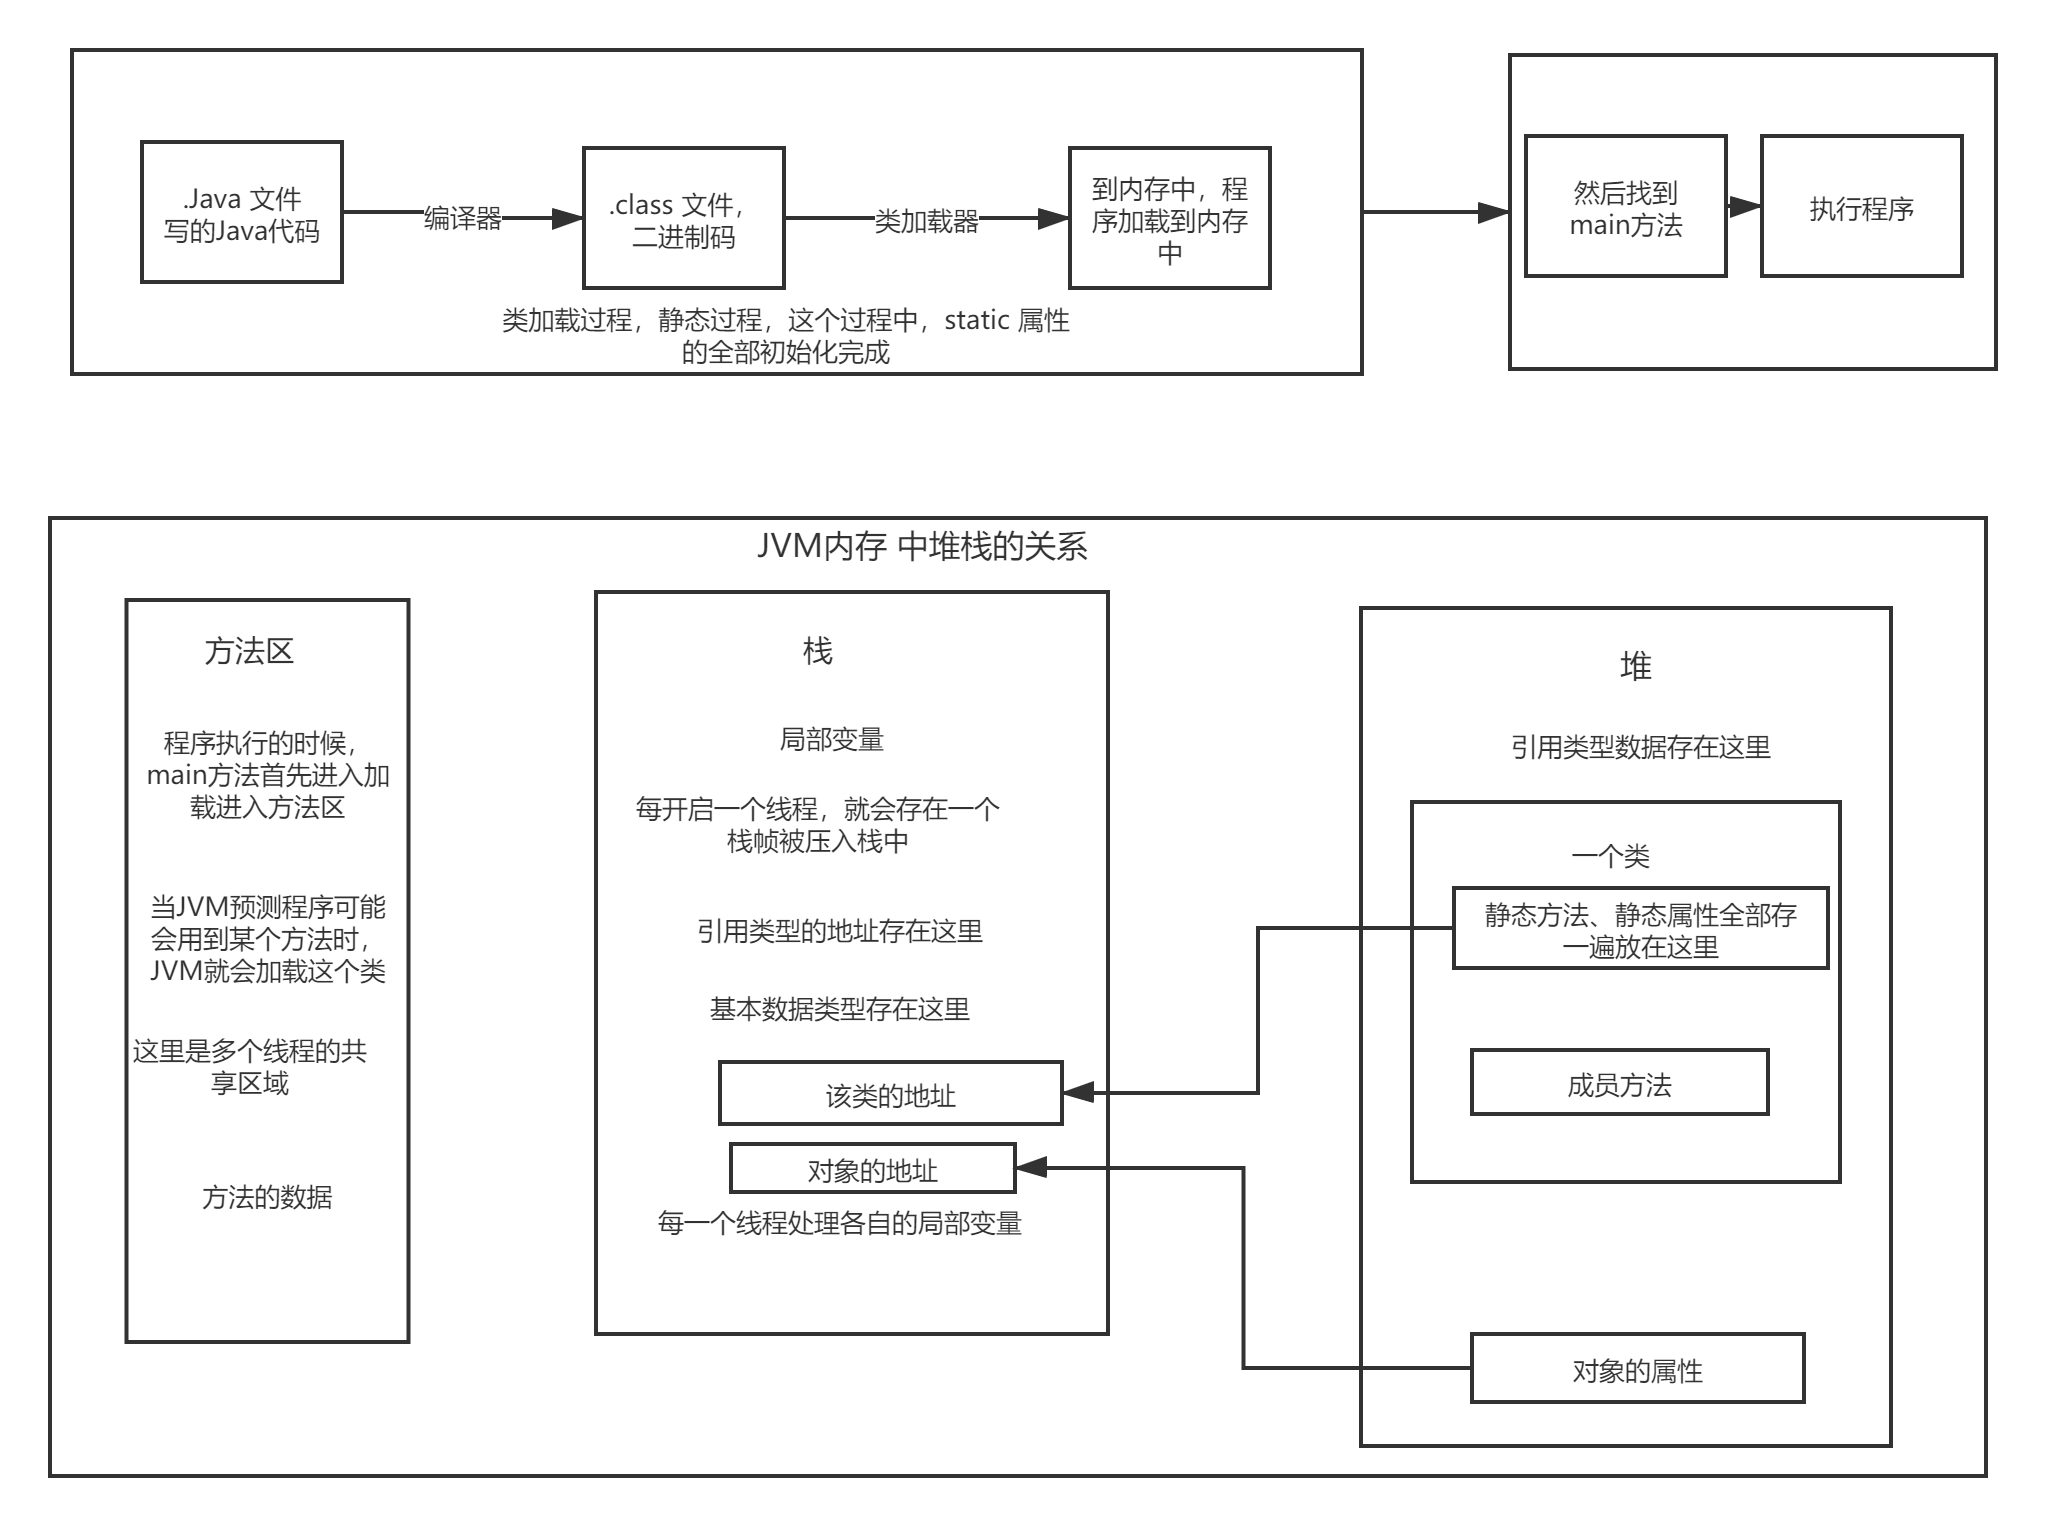 .Java 文件
写的Java代码
编译器
.class 文件，
二进制码
类加载器
到内存中，程
序加载到内存
中
类加载过程，静态过程，这个过程中，static 属性
的全部初始化完成
然后找到
main方法
执行程序
JVM内存 中堆栈的关系
方法区
程序执行的时候，
main方法首先进入加
载进入方法区
当JVM预测程序可能
会用到某个方法时，
JVM就会加载这个类
这里是多个线程的共
享区域
方法的数据
栈
局部变量
每开启一个线程，就会存在一个
栈帧被压入栈中
引用类型的地址存在这里
基本数据类型存在这里
该类的地址
对象的地址
每一个线程处理各自的局部变量
堆
引用类型数据存在这里
一个类
静态方法、静态属性全部存
一遍放在这里
成员方法
对象的属性